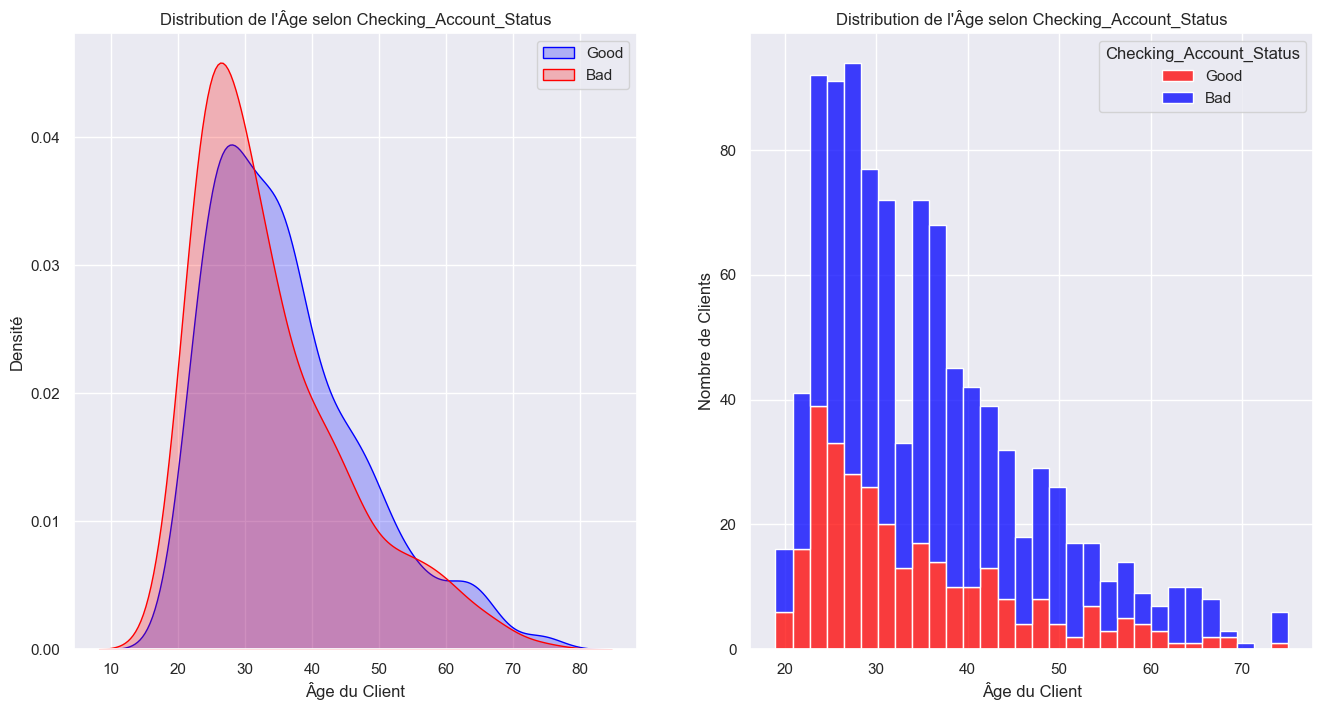 Distribution de l'Âge selon Checking_Account_Status
Good
Bad
0.04
0.03
0.02
0.01
0.00
Densité
10 20 30 40 50 60 70 80
Âge du Client
Distribution de l'Âge selon Checking_Account_Status
Checking_Account_Status
Good
Bad
80
60
40
20
0
Nombre de Clients
20 30 40 50 60 70
Âge du Client